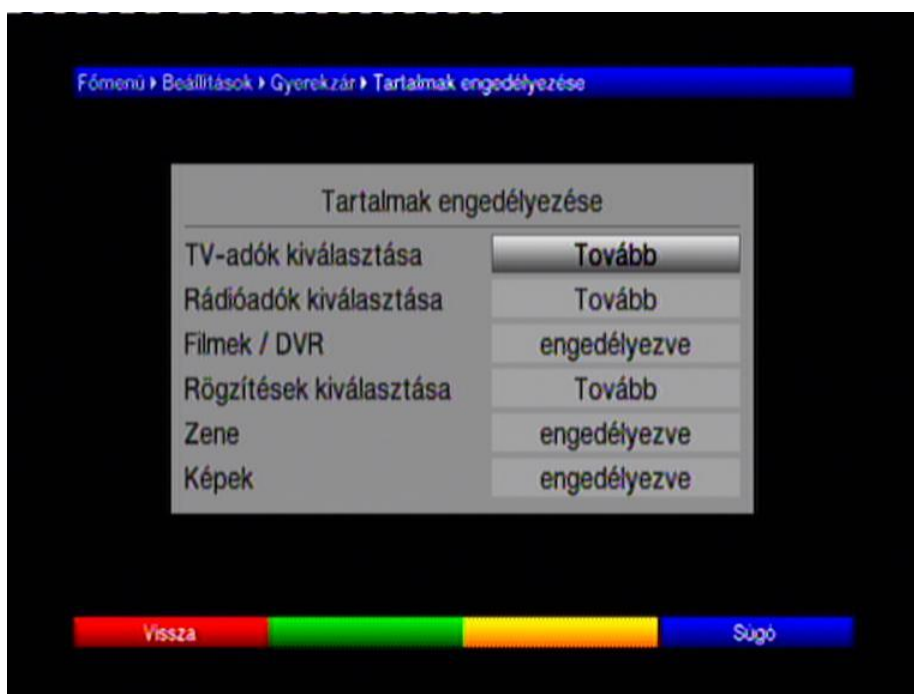 Főmenü ▸ Beállítások ▸ Gyerekzár ▸ Tartalmak engedélyezése
Tartalmak engedélyezése
TV-adók kiválasztása Tovább
Rádióadók kiválasztása Tovább
Filmek / DVR engedélyezve
Rögzítések kiválasztása Tovább
Zene engedélyezve
Képek engedélyezve
Vissza Súgó